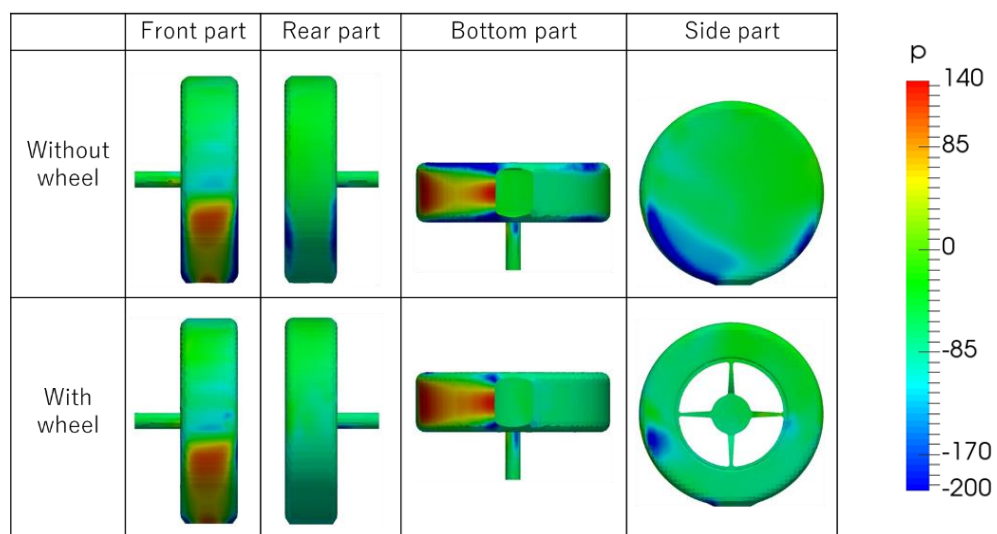 Front part
Rear part
Bottom part
Side part
Without
wheel
With
wheel
p
140
85
0
-85
-170
-200